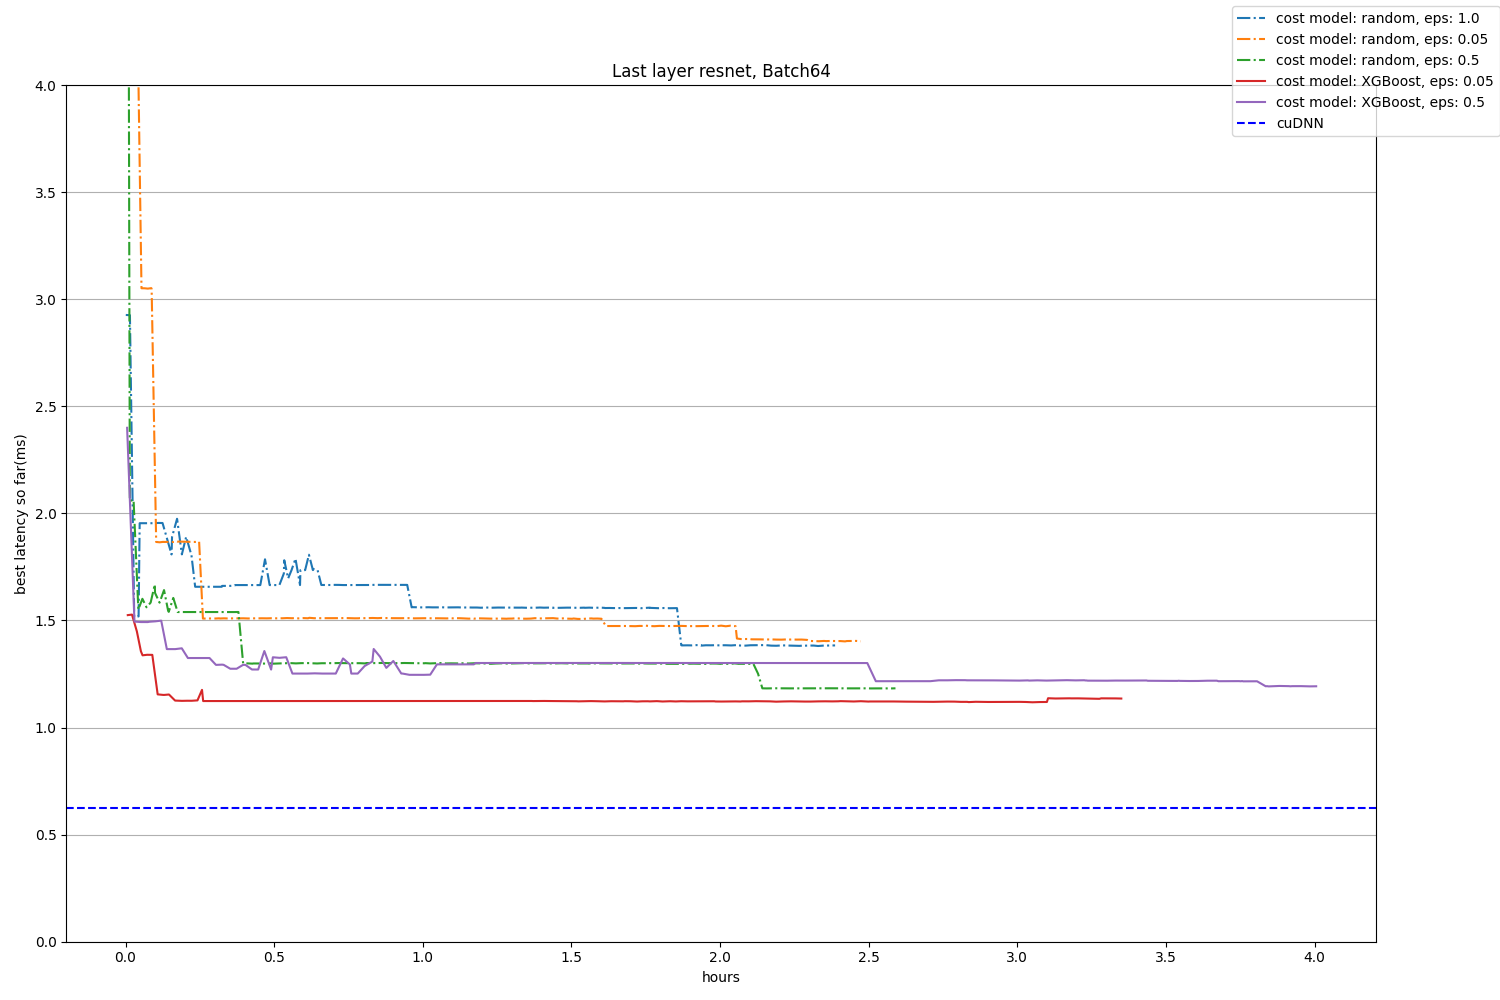 cost model: random, eps: 1.0
cost model: random, eps: 0.05
cost model: random, eps: 0.5
cost model: XGBoost, eps: 0.05
cost model: XGBoost, eps: 0.5
cuDNN
Last layer resnet, Batch64
4.0
3.5
3.0
2.5
2.0
1.5
1.0
0.5
0.0
best latency so far(ms)
0.0 0.5 1.0 1.5 2.0 2.5 3.0 3.5 4.0
hours